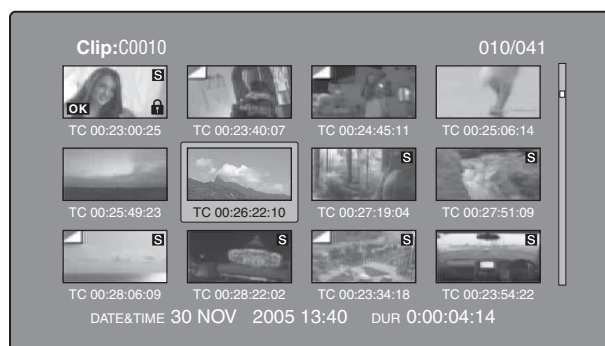 Clip:C0010 010/041
S OK
TC 00:23:00:25 TC 00:23:40:07 TC 00:24:45:11 TC 00:25:06:14
S S
TC 00:25:49:23 TC 00:26:22:10 TC 00:27:19:04 TC 00:27:51:09
S S S S
TC 00:28:06:09 TC 00:28:22:02 TC 00:23:34:18 TC 00:23:54:22
DATE&TIME 30 NOV 2005 13:40 DUR 0:00:04:14